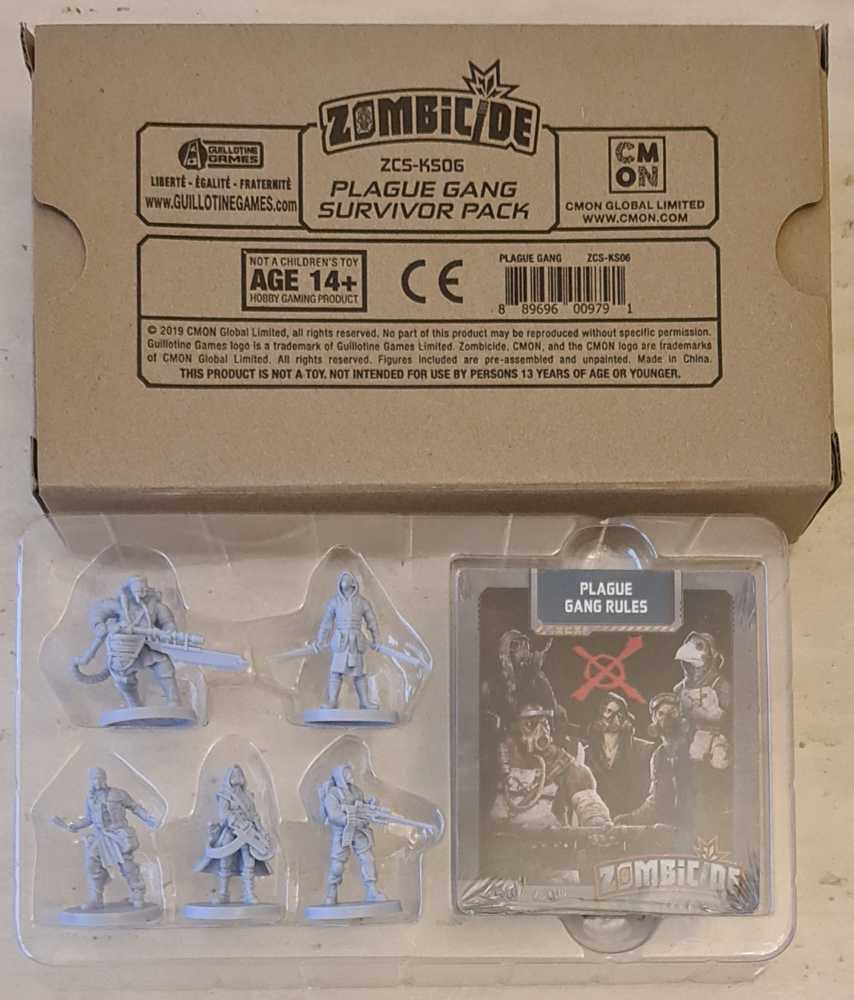 ZOMBICIDE
GUILLOTINE
GAMES
LIBERTÉ - ÉGALITÉ - FRATERNITÉ
www.GUILLOTINEGAMES.com
ZCS-KS06
PLAGUE GANG
SURVIVOR PACK
CM
ON
CMON GLOBAL LIMITED
WWW.CMON.COM
NOT A CHILDREN'S TOY
AGE 14+
HOBBY GAMING PRODUCT
CE
PLAGUE GANG ZCS-KS06
8 89696 00979 1
© 2019 CMON Global Limited, all rights reserved. No part of this product may be reproduced without specific permission.
Guillotine Games logo is a trademark of Guillotine Games Limited. Zombicide, CMON, and the CMON logo are trademarks
of CMON Global Limited. All rights reserved. Figures included are pre-assembled and unpainted. Made in China.
THIS PRODUCT IS NOT A TOY. NOT INTENDED FOR USE BY PERSONS 13 YEARS OF AGE OR YOUNGER.
PLAGUE
GANG RULES
ZOMBICIDE